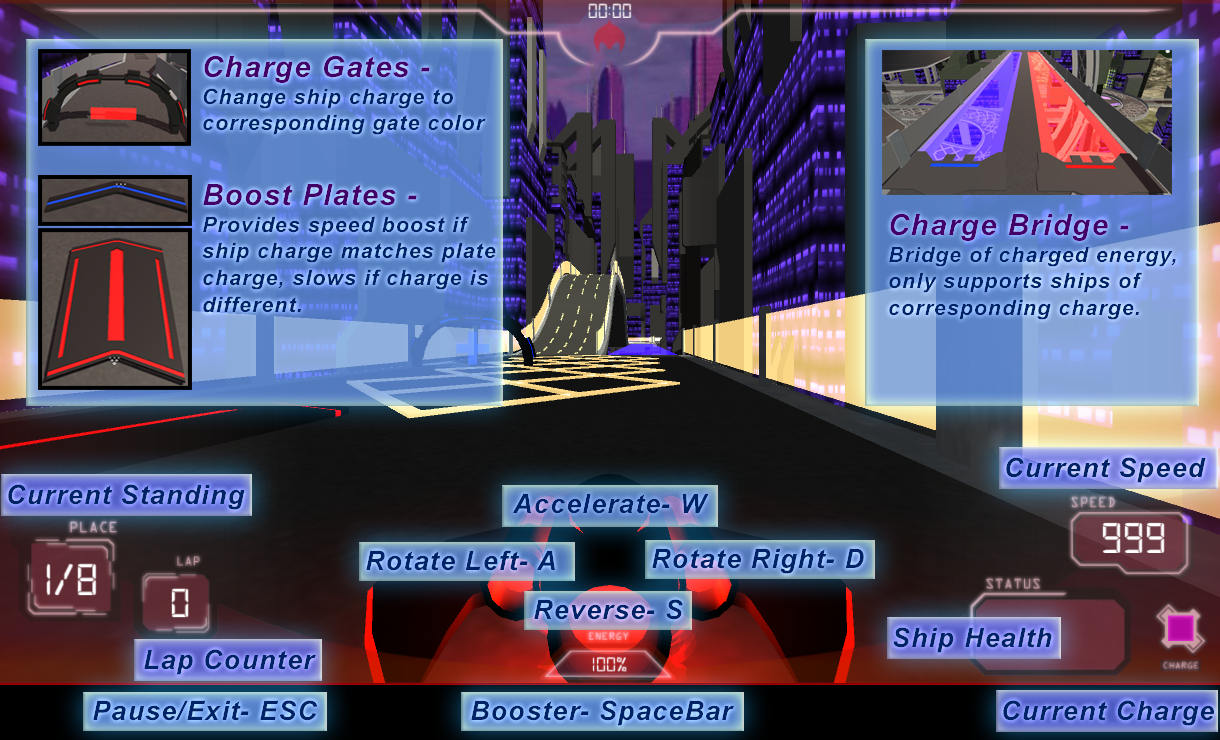 00:00
Charge Gates -
Change ship charge to
corresponding gate color
Boost Plates -
Provides speed boost if
ship charge matches plate
charge, slows if charge is
different.
Charge Bridge -
Bridge of charged energy,
only supports ships of
corresponding charge.
Current Standing
PLACE
1/8
LAP
0
Lap Counter
Pause/Exit- ESC
Accelerate- W
Rotate Left- A
Rotate Right- D
Reverse- S
ENERGY
100%
Booster- SpaceBar
Current Speed
SPEED
999
STATUS
Ship Health
CHARGE
Current Charge